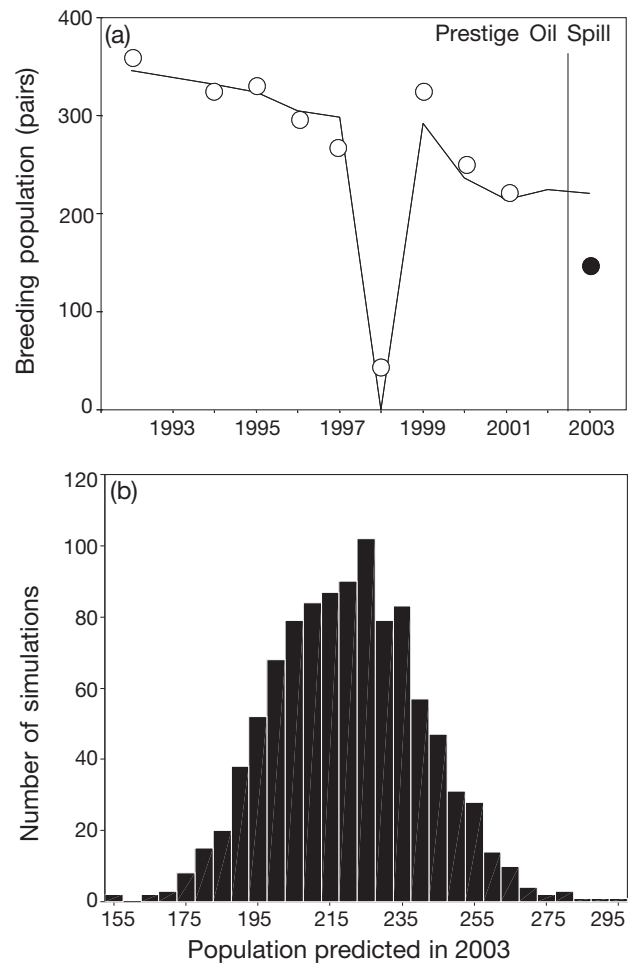 (a)
Prestige Oil Spill
Breeding population (pairs)
400
300
200
100
0
1993 1995 1997 1999 2001 2003
(b)
Number of simulations
120
100
80
60
40
20
0
155 175 195 215 235 255 275 295
Population predicted in 2003